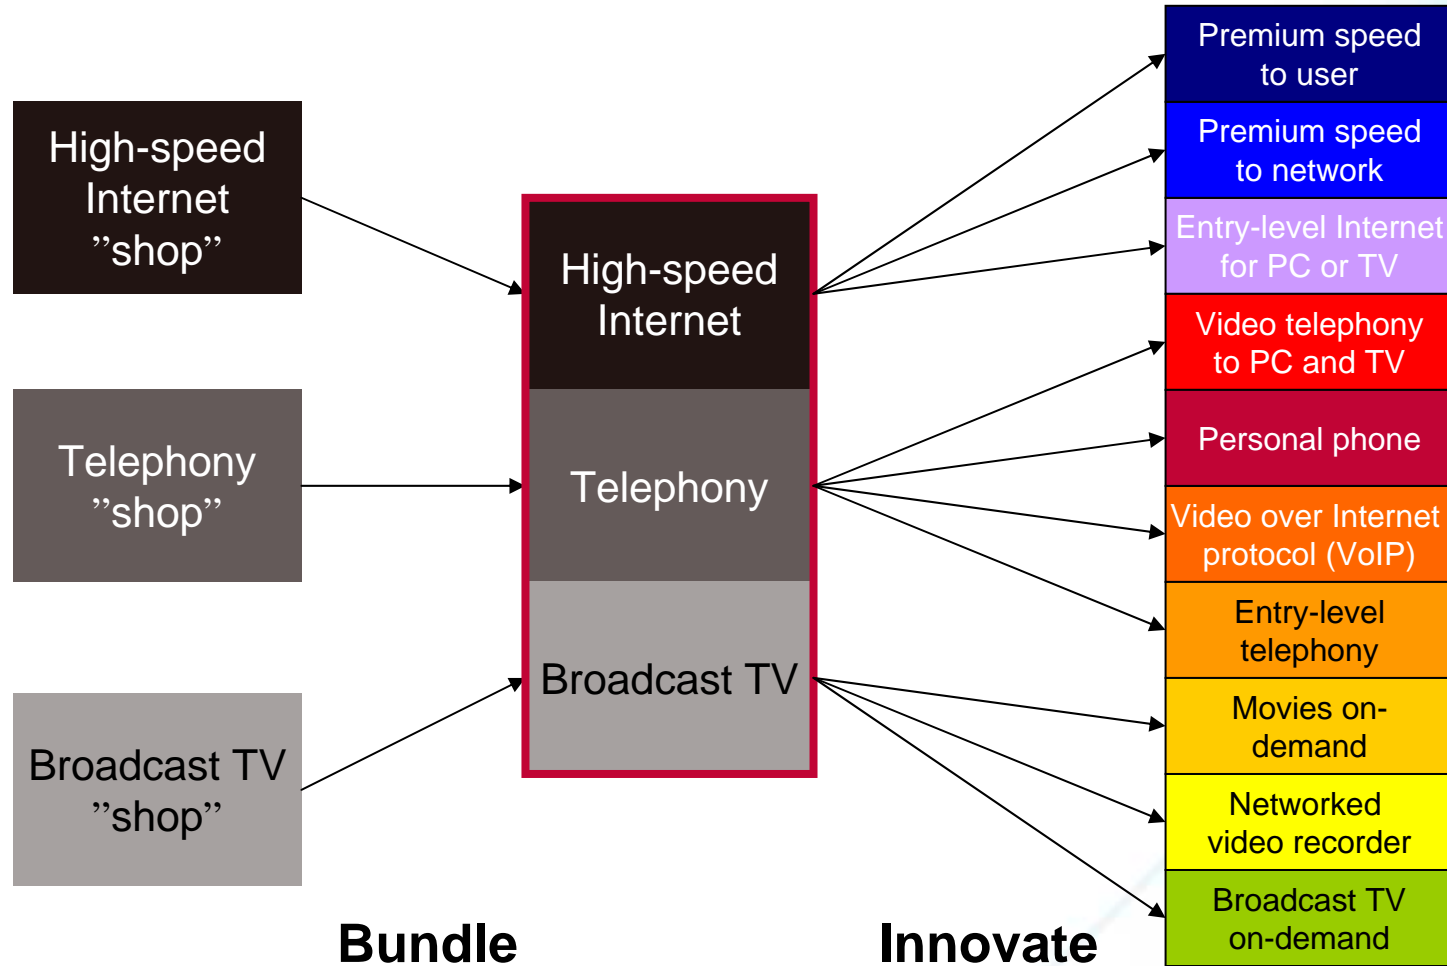 High-speed
Internet
”shop”
Telephony
”shop”
Broadcast TV
”shop”
High-speed
Internet
Telephony
Broadcast TV
Premium speed
to user
Premium speed
to network
Entry-level Internet
for PC or TV
Video telephony
to PC and TV
Personal phone
Video over Internet
protocol (VoIP)
Entry-level
telephony
Movies on-
demand
Networked
video recorder
Broadcast TV
on-demand
Bundle
Innovate